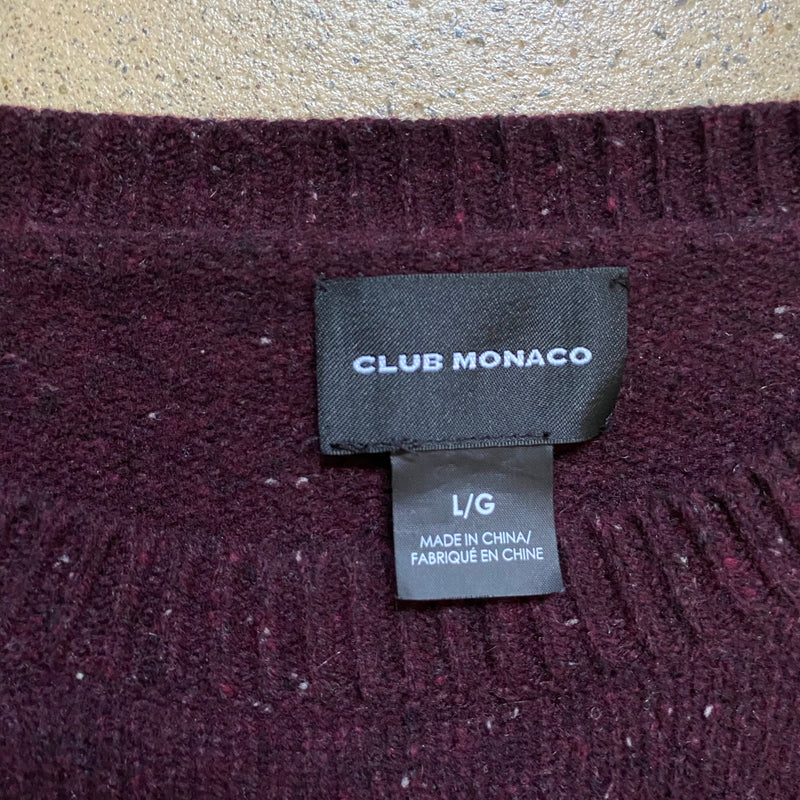 CLUB MONACO
L/G
MADE IN CHINA/
FABRIQUÉ EN CHINE